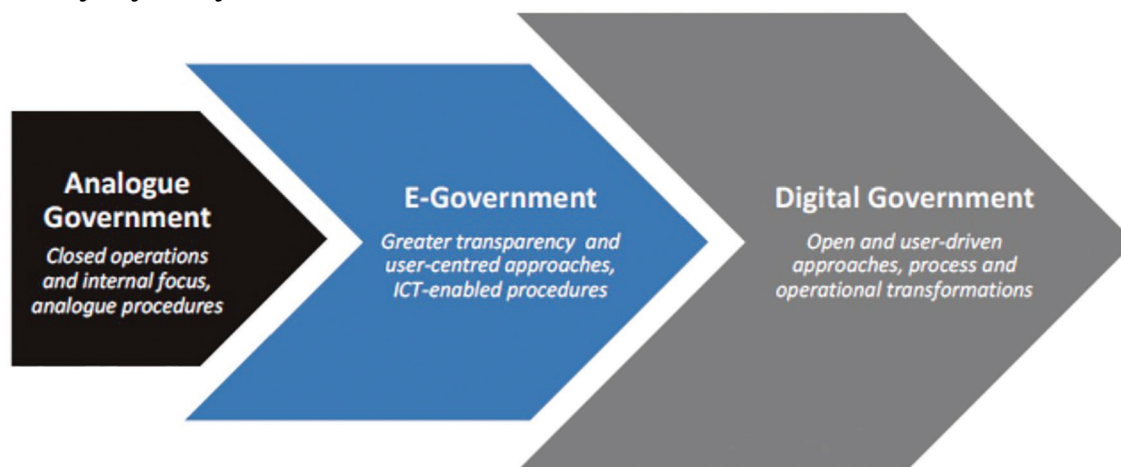 Analogue
Government
Closed operations
and internal focus,
analogue procedures
E-Government
Greater transparency and
user-centred approaches,
ICT-enabled procedures
Digital Government
Open and user-driven
approaches, process and
operational transformations